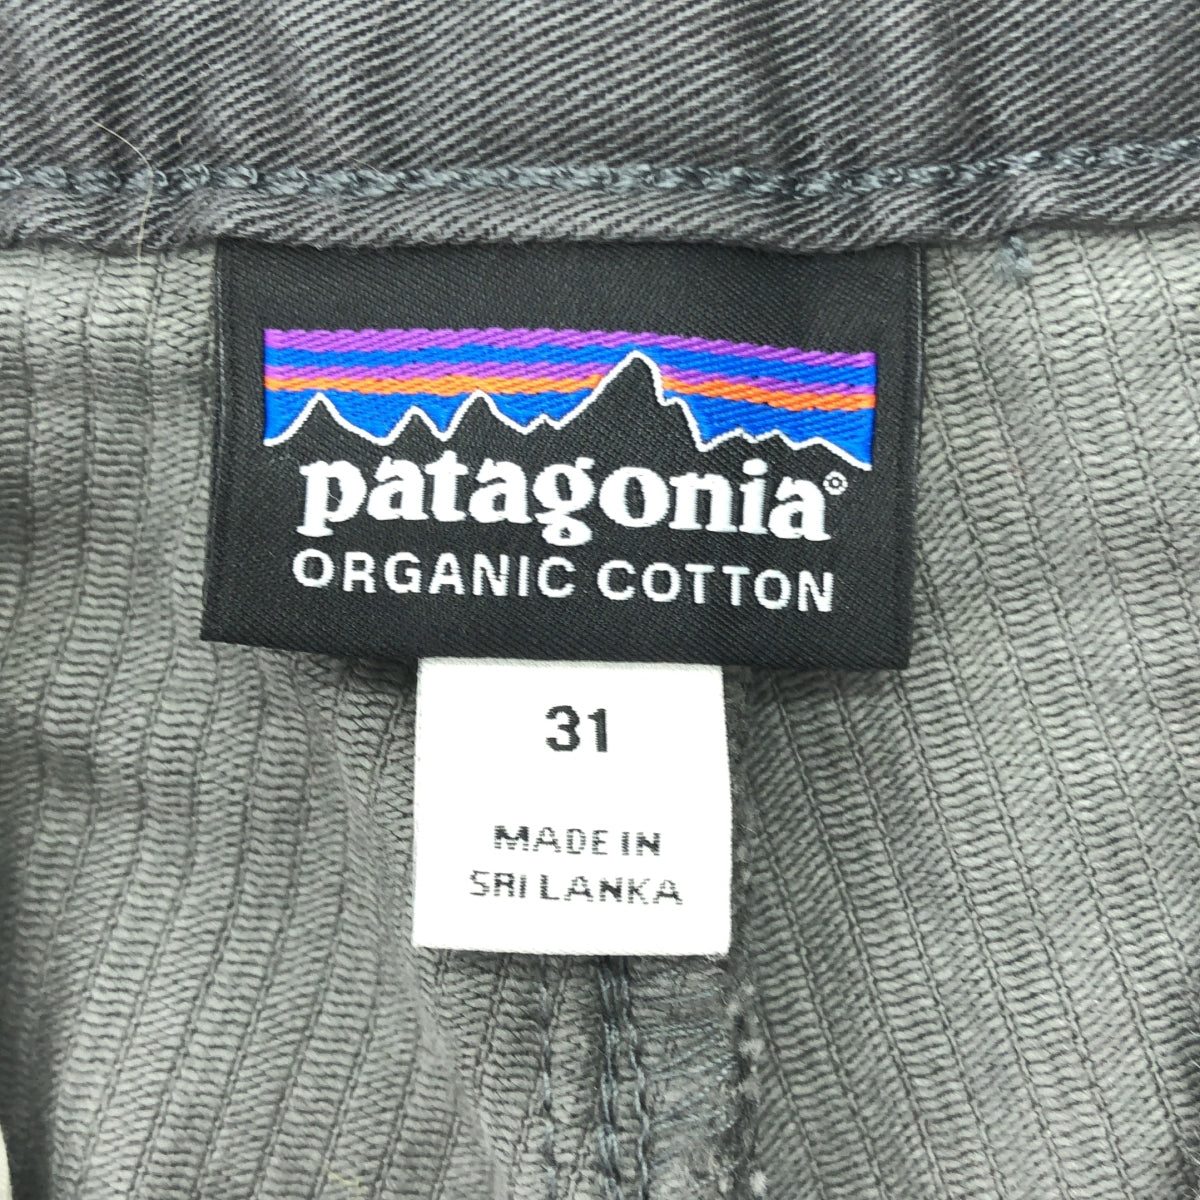 patagonia®
ORGANIC COTTON
31
MADE IN
SRI LANKA